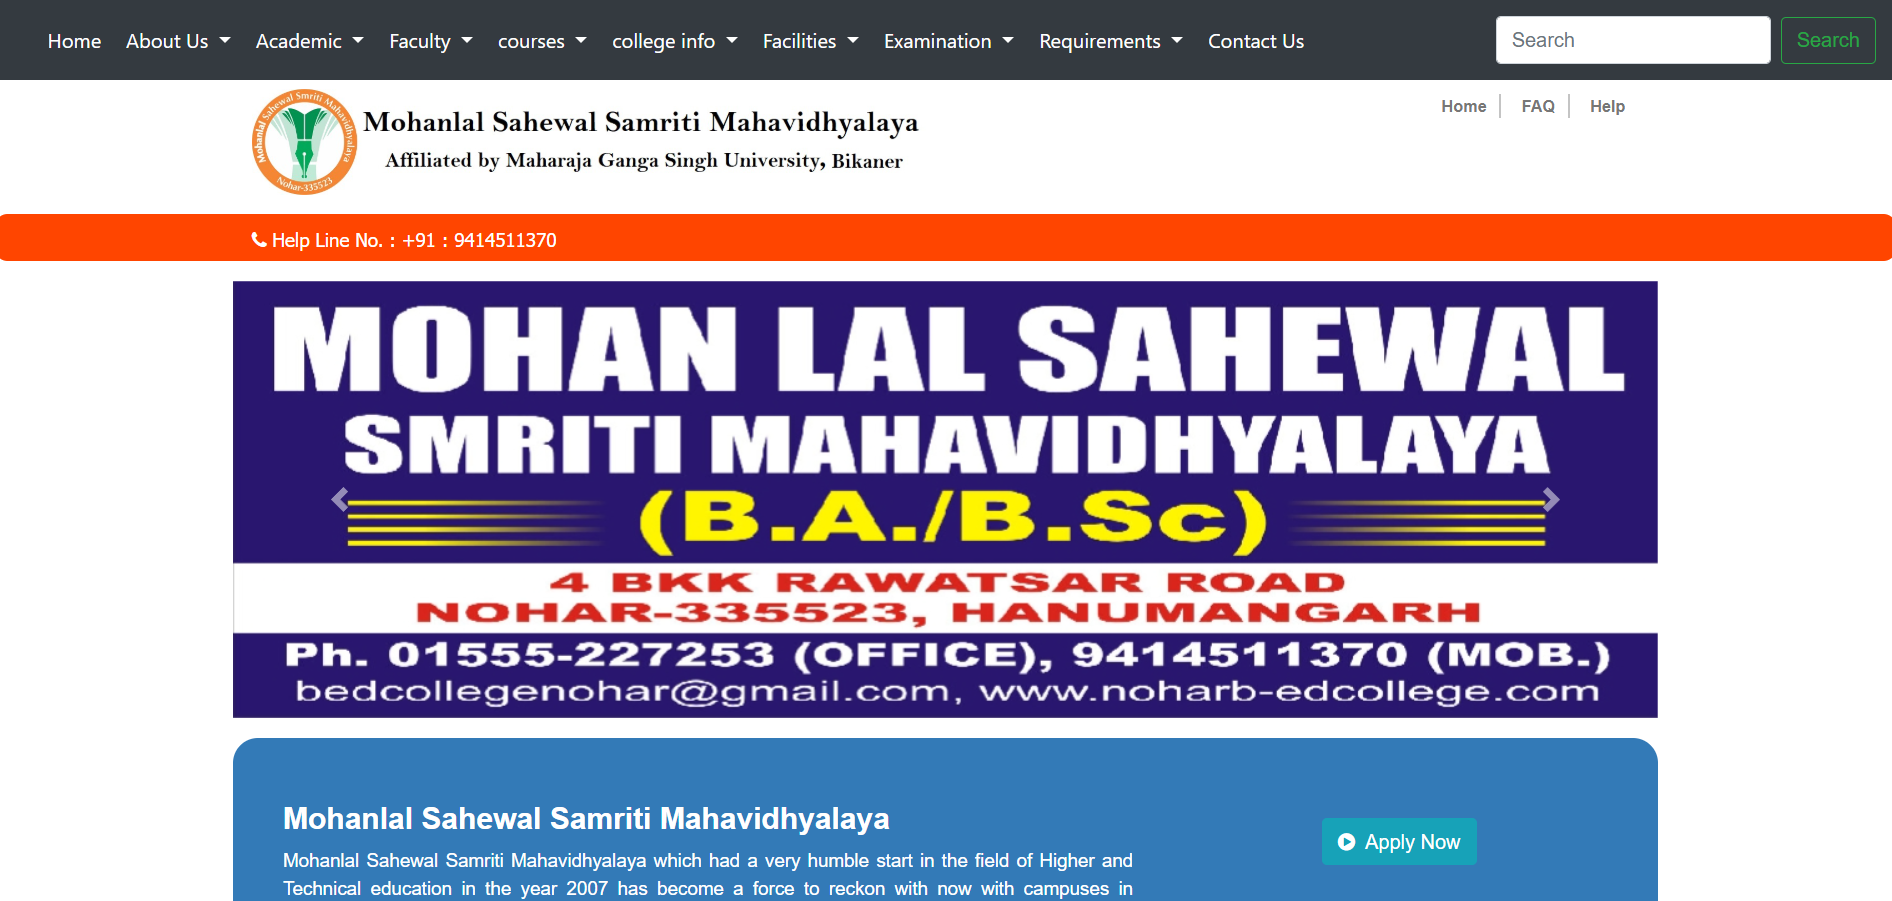 Home About Us Academic Faculty courses college info Facilities Examination Requirements Contact Us Search Search
Mohanlal Sahewal Smriti Mahavidhyalaya
Nohar-335523
Mohanlal Sahewal Samriti Mahavidhyalaya
Affiliated by Maharaja Ganga Singh University, Bikaner
Home FAQ Help
Help Line No. : +91 : 9414511370
MOHAN LAL SAHEWAL
SMRITI MAHAVIDHYALAYA
(B.A./B.Sc)
4 BKK RAWATSAR ROAD
NOHAR-335523, HANUMANGARH
Ph. 01555-227253 (OFFICE), 9414511370 (MOB.)
bedcollegenohar@gmail.com, www.noharb-edcollege.com
Mohanlal Sahewal Samriti Mahavidhyalaya
Apply Now
Mohanlal Sahewal Samriti Mahavidhyalaya which had a very humble start in the field of Higher and
Technical education in the year 2007 has become a force to reckon with now with campuses in